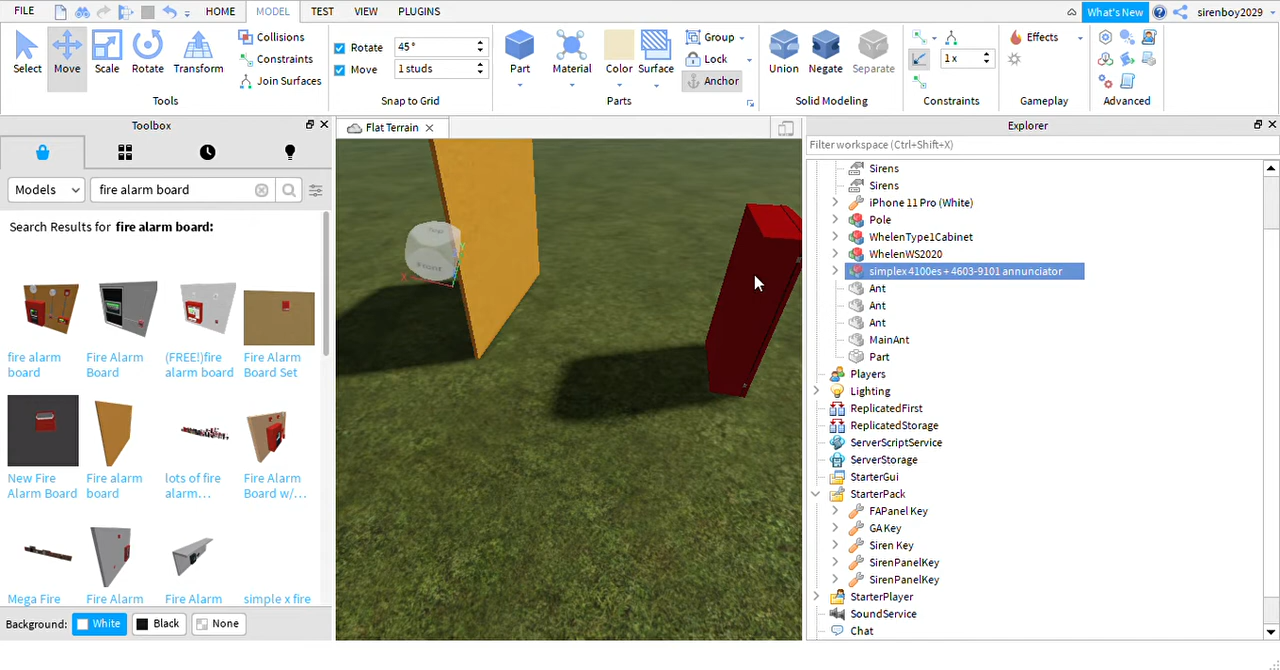 FILE HOME MODEL TEST VIEW PLUGINS What's New sirenboy2029
Select Move Scale Rotate Transform
Collisions
Constraints
Join Surfaces
Tools
Rotate 45°
Move 1 studs
Snap to Grid
Part Material Color Surface
Group
Lock
Anchor
Parts
Union Negate Separate
Solid Modeling
1 x
Constraints
Effects
Gameplay
Advanced
Toolbox
Models fire alarm board
Search Results for fire alarm board:
fire alarm
board
Fire Alarm
Board
(FREE!)fire
alarm board
Fire Alarm
Board Set
New Fire
Alarm Board
Fire alarm
board
lots of fire
alarm...
Fire Alarm
Board w/...
Mega Fire
Fire Alarm
Fire Alarm
simple x fire
Background: White Black None
Flat Terrain
Front
X
Y
Explorer
Filter workspace (Ctrl+Shift+X)
Sirens
Sirens
iPhone 11 Pro (White)
Pole
WhelenType1Cabinet
WhelenWS2020
simplex 4100es + 4603-9101 annunciator
Ant
Ant
Ant
MainAnt
Part
Players
Lighting
ReplicatedFirst
ReplicatedStorage
ServerScriptService
ServerStorage
StarterGui
StarterPack
FAPanel Key
GA Key
Siren Key
SirenPanelKey
SirenPanelKey
StarterPlayer
SoundService
Chat